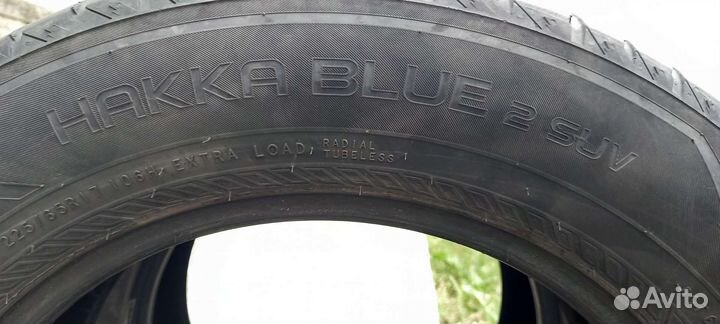 HAKKA BLUE 2 SUV
225/65R17 106H EXTRA LOAD RADIAL
TUBELESS
Avito